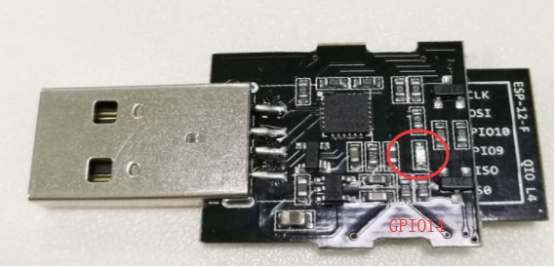 ESP-12-F
QIO L4
CLK
OSI
PIO10
PIO9
ISO
S0
GPIO14